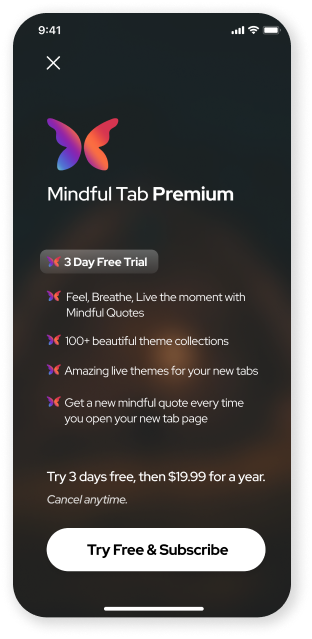 9:41
Mindful Tab Premium
3 Day Free Trial
Feel, Breathe, Live the moment with
Mindful Quotes
100+ beautiful theme collections
Amazing live themes for your new tabs
Get a new mindful quote every time
you open your new tab page
Try 3 days free, then $19.99 for a year.
Cancel anytime.
Try Free & Subscribe